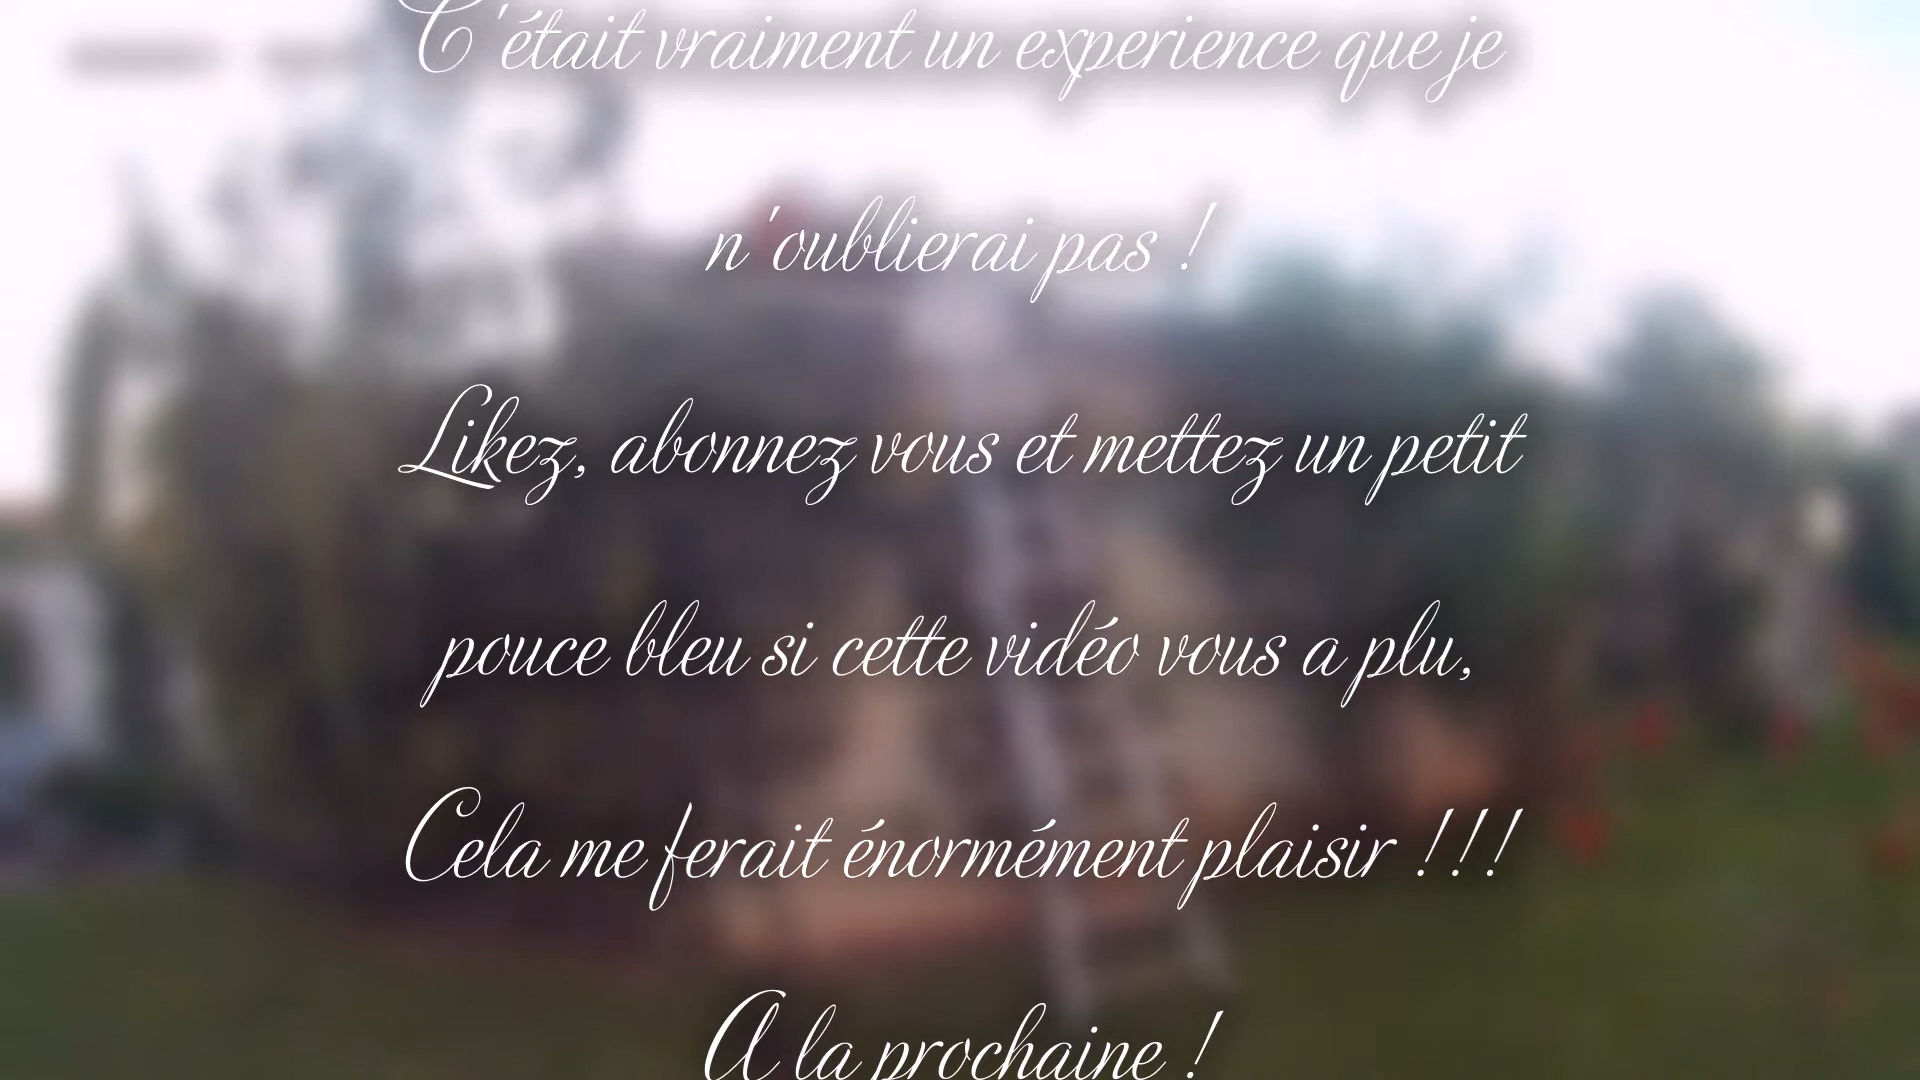 C'était vraiment un experience que je
n'oublierai pas !
Likez, abonnez vous et mettez un petit
pouce bleu si cette vidéo vous a plu,
Cela me ferait énormément plaisir !!!
A la prochaine !